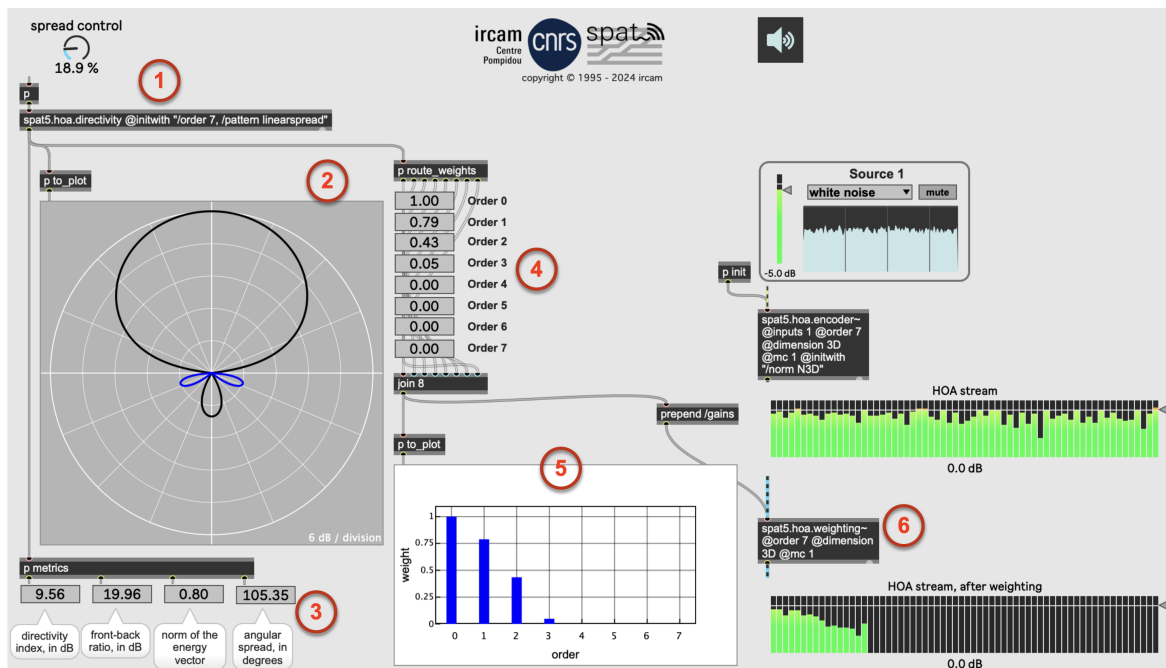 spread control
18.9 %
ircam
Centre
Pompidou
cnrs
spat
copyright © 1995 - 2024 ircam
1
p
spat5.hoa.directivity @initwith "/order 7, /pattern linearspread"
p to_plot
2
6 dB / division
p route_weights
1.00 Order 0
0.79 Order 1
0.43 Order 2
0.05 Order 3
0.00 Order 4
0.00 Order 5
0.00 Order 6
0.00 Order 7
4
join 8
p to_plot
prepend /gains
5
weight
1
0.75
0.5
0.25
0
0 1 2 3 4 5 6 7
order
p metrics
9.56 19.96 0.80 105.35
3
directivity
index, in dB
front-back
ratio, in dB
norm of the
energy
vector
angular
spread, in
degrees
Source 1
white noise
mute
-5.0 dB
p init
spat5.hoa.encoder~
@inputs 1 @order 7
@dimension 3D
@mc 1 @initwith
"/norm N3D"
HOA stream
0.0 dB
6
spat5.hoa.weighting~
@order 7 @dimension
3D @mc 1
HOA stream, after weighting
0.0 dB